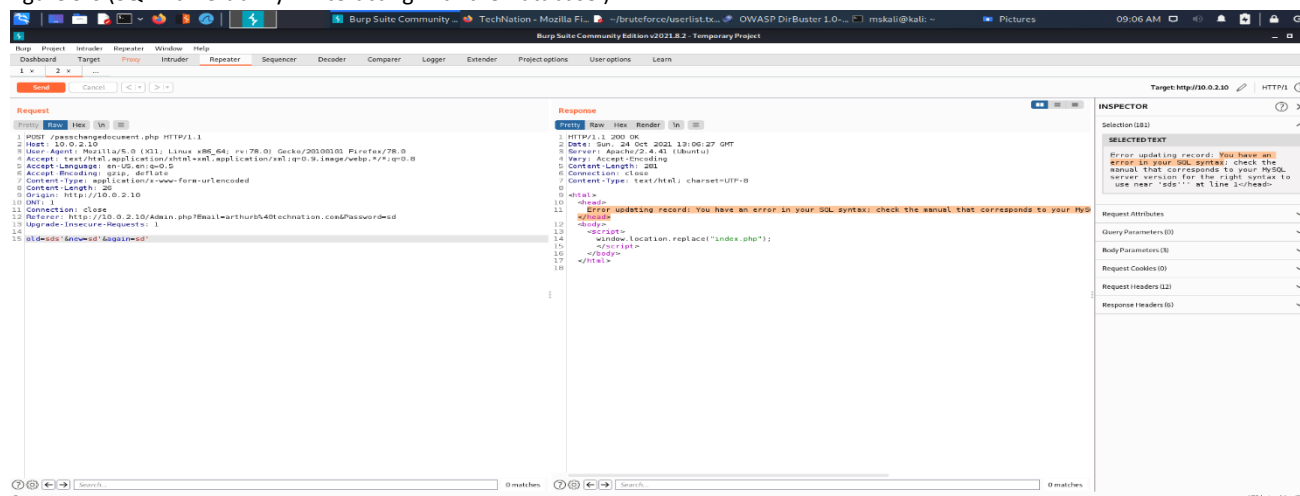 Burp Suite Community ...
TechNation - Mozilla Fi...
~/bruteforce/userlist.tx...
OWASP DirBuster 1.0-...
mskali@kali: ~
Pictures
09:06 AM
Burp Suite Community Edition v2021.8.2 - Temporary Project
Burp Project Intruder Repeater Window Help
Dashboard Target Proxy Intruder Repeater Sequencer Decoder Comparer Logger Extender Project options User options Learn
1 × 2 × ...
Send Cancel < >
Target: http://10.0.2.10 HTTP/1
Request
Pretty Raw Hex \n
1 POST /passchangedocument.php HTTP/1.1
2 Host: 10.0.2.10
3 User-Agent: Mozilla/5.0 (X11; Linux x86_64; rv:78.0) Gecko/20100101 Firefox/78.0
4 Accept: text/html,application/xhtml+xml,application/xml;q=0.9,image/webp,*/*;q=0.8
5 Accept-Language: en-US,en;q=0.5
6 Accept-Encoding: gzip, deflate
7 Content-Type: application/x-www-form-urlencoded
8 Content-Length: 26
9 Origin: http://10.0.2.10
10 DNT: 1
11 Connection: close
12 Referer: http://10.0.2.10/Admin.php?Email=arthurb%40technation.com&Password=sd
13 Upgrade-Insecure-Requests: 1
14
15 old=sds'&new=sd'&again=sd'
Search...
0 matches
Response
Pretty Raw Hex Render \n
1 HTTP/1.1 200 OK
2 Date: Sun, 24 Oct 2021 13:06:27 GMT
3 Server: Apache/2.4.41 (Ubuntu)
4 Vary: Accept-Encoding
5 Content-Length: 281
6 Connection: close
7 Content-Type: text/html; charset=UTF-8
8
9 <html>
10 <head>
11 Error updating record: You have an error in your SQL syntax; check the manual that corresponds to your MyS
</head>
12 <body>
13 <script>
14 window.location.replace("index.php");
15 </script>
16 </body>
17 </html>
18
Search...
0 matches
INSPECTOR
Selection (181)
SELECTED TEXT
Error updating record: You have an
error in your SQL syntax; check the
manual that corresponds to your MySQL
server version for the right syntax to
use near 'sds''' at line 1</head>
Request Attributes
Query Parameters (0)
Body Parameters (3)
Request Cookies (0)
Request Headers (12)
Response Headers (6)